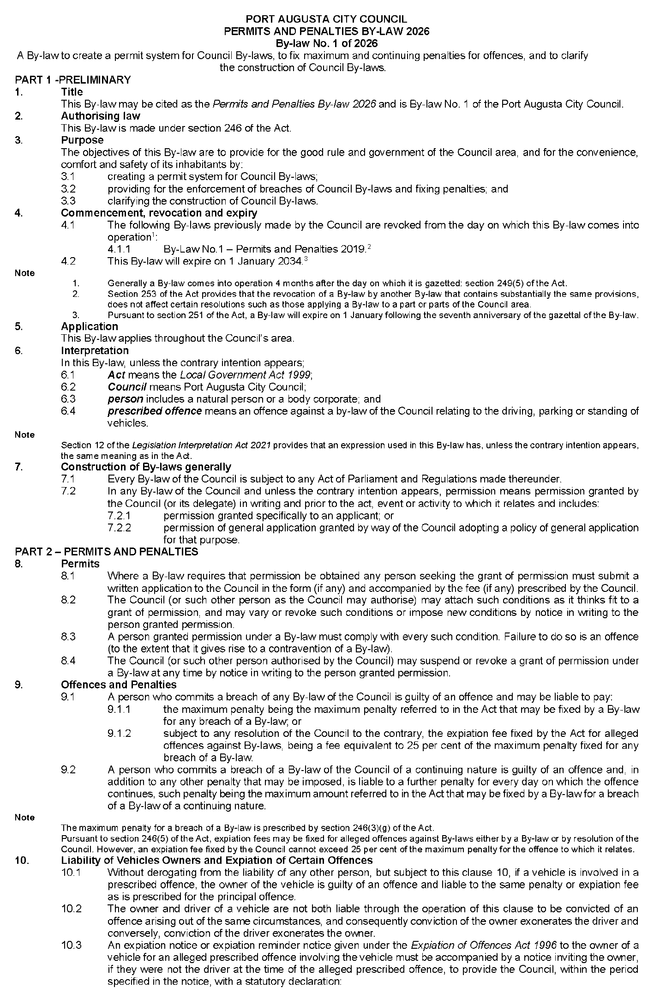 PORT AUGUSTA CITY COUNCIL
PERMITS AND PENALTIES BY-LAW 2026
By-law No. 1 of 2026
A By-law to create a permit system for Council By-laws, to fix maximum and continuing penalties for offences, and to clarify
the construction of Council By-laws.
PART 1 -PRELIMINARY
1. Title
This By-law may be cited as the Permits and Penalties By-law 2026 and is By-law No. 1 of the Port Augusta City Council.
2. Authorising law
This By-law is made under section 246 of the Act.
3. Purpose
The objectives of this By-law are to provide for the good rule and government of the Council area, and for the convenience,
comfort and safety of its inhabitants by:
3.1 creating a permit system for Council By-laws;
3.2 providing for the enforcement of breaches of Council By-laws and fixing penalties; and
3.3 clarifying the construction of Council By-laws.
4. Commencement, revocation and expiry
4.1 The following By-laws previously made by the Council are revoked from the day on which this By-law comes into
operation¹:
4.1.1 By-Law No.1 – Permits and Penalties 2019.²
4.2 This By-law will expire on 1 January 2034.³
Note
1. Generally a By-law comes into operation 4 months after the day on which it is gazetted: section 249(5) of the Act.
2. Section 253 of the Act provides that the revocation of a By-law by another By-law that contains substantially the same provisions,
does not affect certain resolutions such as those applying a By-law to a part or parts of the Council area.
3. Pursuant to section 251 of the Act, a By-law will expire on 1 January following the seventh anniversary of the gazettal of the By-law.
5. Application
This By-law applies throughout the Council's area.
6. Interpretation
In this By-law, unless the contrary intention appears;
6.1 Act means the Local Government Act 1999;
6.2 Council means Port Augusta City Council;
6.3 person includes a natural person or a body corporate; and
6.4 prescribed offence means an offence against a by-law of the Council relating to the driving, parking or standing of
vehicles.
Note
Section 12 of the Legislation Interpretation Act 2021 provides that an expression used in this By-law has, unless the contrary intention appears,
the same meaning as in the Act.
7. Construction of By-laws generally
7.1 Every By-law of the Council is subject to any Act of Parliament and Regulations made thereunder.
7.2 In any By-law of the Council and unless the contrary intention appears, permission means permission granted by
the Council (or its delegate) in writing and prior to the act, event or activity to which it relates and includes:
7.2.1 permission granted specifically to an applicant; or
7.2.2 permission of general application granted by way of the Council adopting a policy of general application
for that purpose.
PART 2 – PERMITS AND PENALTIES
8. Permits
8.1 Where a By-law requires that permission be obtained any person seeking the grant of permission must submit a
written application to the Council in the form (if any) and accompanied by the fee (if any) prescribed by the Council.
8.2 The Council (or such other person as the Council may authorise) may attach such conditions as it thinks fit to a
grant of permission, and may vary or revoke such conditions or impose new conditions by notice in writing to the
person granted permission.
8.3 A person granted permission under a By-law must comply with every such condition. Failure to do so is an offence
(to the extent that it gives rise to a contravention of a By-law).
8.4 The Council (or such other person authorised by the Council) may suspend or revoke a grant of permission under
a By-law at any time by notice in writing to the person granted permission.
9. Offences and Penalties
9.1 A person who commits a breach of any By-law of the Council is guilty of an offence and may be liable to pay:
9.1.1 the maximum penalty being the maximum penalty referred to in the Act that may be fixed by a By-law
for any breach of a By-law; or
9.1.2 subject to any resolution of the Council to the contrary, the expiation fee fixed by the Act for alleged
offences against By-laws, being a fee equivalent to 25 per cent of the maximum penalty fixed for any
breach of a By-law.
9.2 A person who commits a breach of a By-law of the Council of a continuing nature is guilty of an offence and, in
addition to any other penalty that may be imposed, is liable to a further penalty for every day on which the offence
continues, such penalty being the maximum amount referred to in the Act that may be fixed by a By-law for a breach
of a By-law of a continuing nature.
Note
The maximum penalty for a breach of a By-law is prescribed by section 246(3)(g) of the Act.
Pursuant to section 246(5) of the Act, expiation fees may be fixed for alleged offences against By-laws either by a By-law or by resolution of the
Council. However, an expiation fee fixed by the Council cannot exceed 25 per cent of the maximum penalty for the offence to which it relates.
10. Liability of Vehicles Owners and Expiation of Certain Offences
10.1 Without derogating from the liability of any other person, but subject to this clause 10, if a vehicle is involved in a
prescribed offence, the owner of the vehicle is guilty of an offence and liable to the same penalty or expiation fee
as is prescribed for the principal offence.
10.2 The owner and driver of a vehicle are not both liable through the operation of this clause to be convicted of an
offence arising out of the same circumstances, and consequently conviction of the owner exonerates the driver and
conversely, conviction of the driver exonerates the owner.
10.3 An expiation notice or expiation reminder notice given under the Expiation of Offences Act 1996 to the owner of a
vehicle for an alleged prescribed offence involving the vehicle must be accompanied by a notice inviting the owner,
if they were not the driver at the time of the alleged prescribed offence, to provide the Council, within the period
specified in the notice, with a statutory declaration: